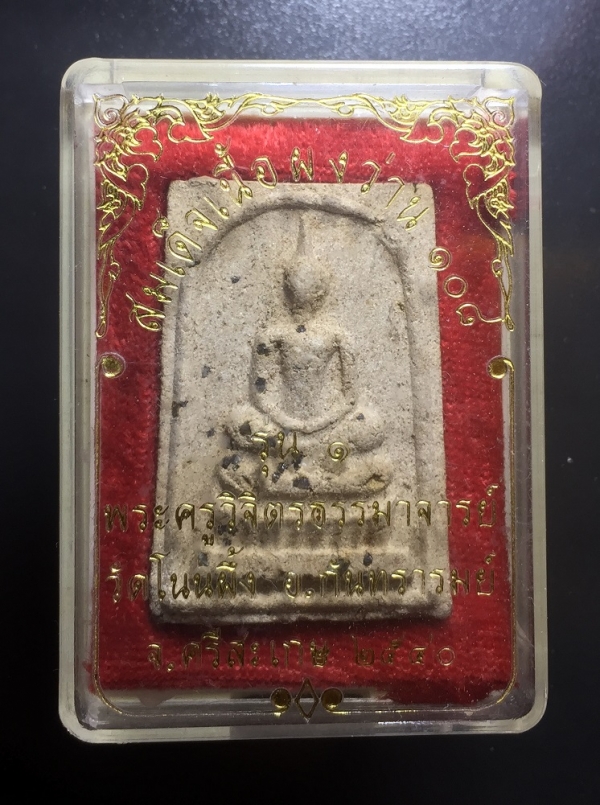 สมเด็จเนื้อผงว่าน ๑๐๘
รุ่น ๑
พระครูวิจิตรธรรมาจารย์
วัดโนนผึ้ง อ.กันทรารมย์
จ.ศรีสะเกษ ๒๕๔๐